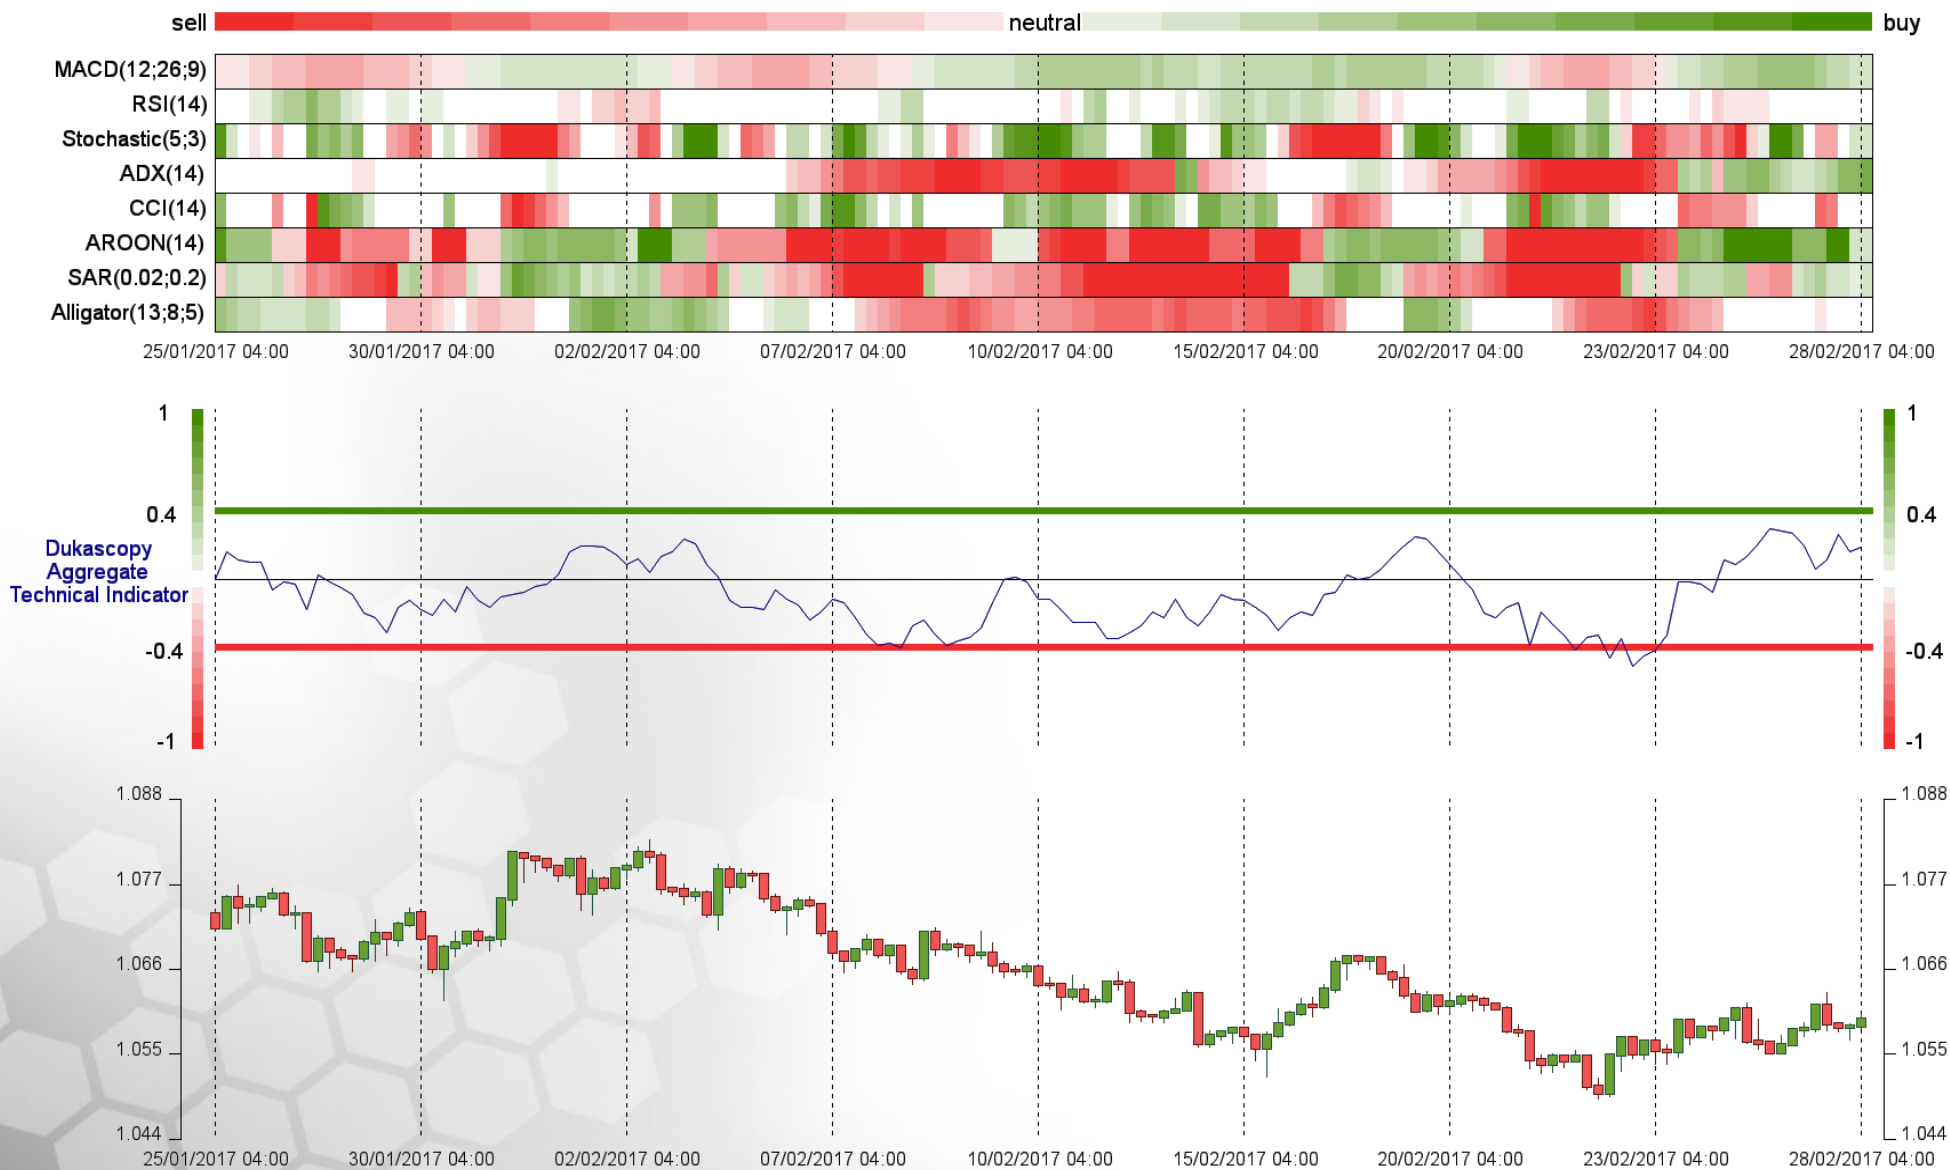 sell neutral buy
MACD(12;26;9)
RSI(14)
Stochastic(5;3)
ADX(14)
CCI(14)
AROON(14)
SAR(0.02;0.2)
Alligator(13;8;5)
25/01/2017 04:00 30/01/2017 04:00 02/02/2017 04:00 07/02/2017 04:00 10/02/2017 04:00 15/02/2017 04:00 20/02/2017 04:00 23/02/2017 04:00 28/02/2017 04:00
1 1
0.4 0.4
Dukascopy
Aggregate
Technical Indicator
-0.4 -0.4
-1 -1
1.088 1.088
1.077 1.077
1.066 1.066
1.055 1.055
1.044 1.044
25/01/2017 04:00 30/01/2017 04:00 02/02/2017 04:00 07/02/2017 04:00 10/02/2017 04:00 15/02/2017 04:00 20/02/2017 04:00 23/02/2017 04:00 28/02/2017 04:00